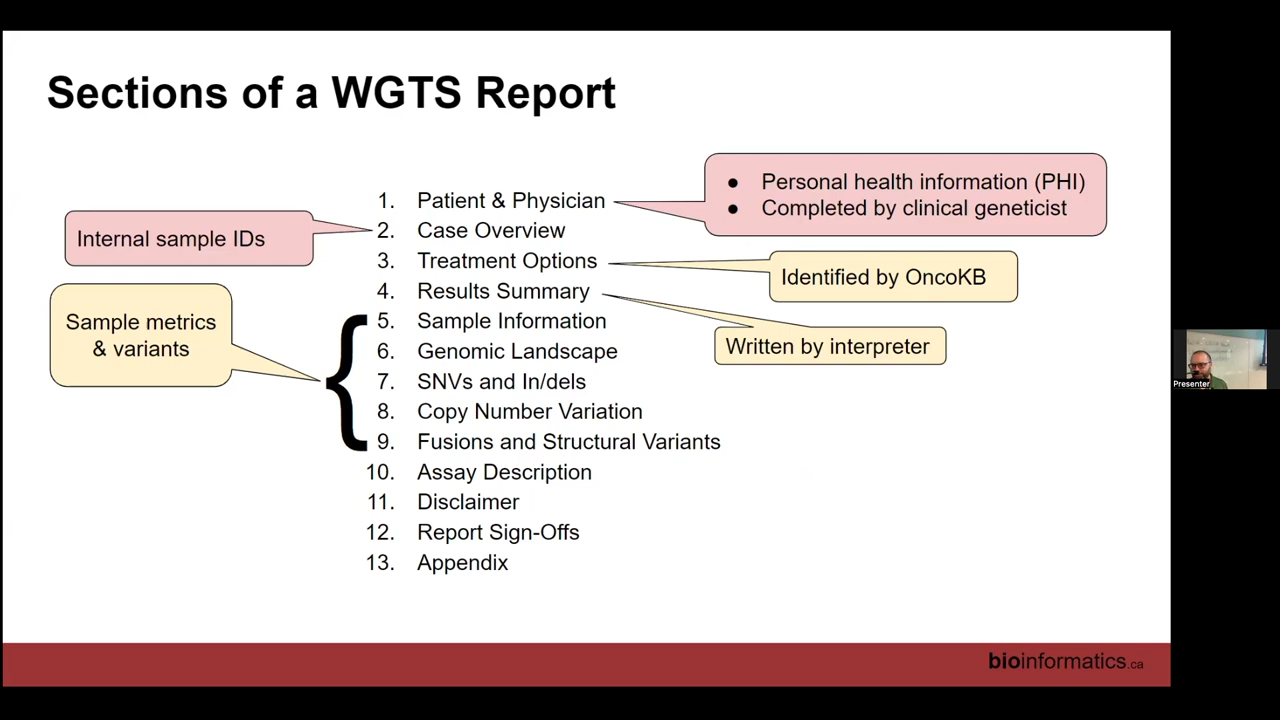 Sections of a WGTS Report
1. Patient & Physician
2. Case Overview
3. Treatment Options
4. Results Summary
5. Sample Information
6. Genomic Landscape
7. SNVs and In/dels
8. Copy Number Variation
9. Fusions and Structural Variants
10. Assay Description
11. Disclaimer
12. Report Sign-Offs
13. Appendix
● Personal health information (PHI)
● Completed by clinical geneticist
Internal sample IDs
Identified by OncoKB
Written by interpreter
Sample metrics
& variants
Presenter
bioinformatics.ca